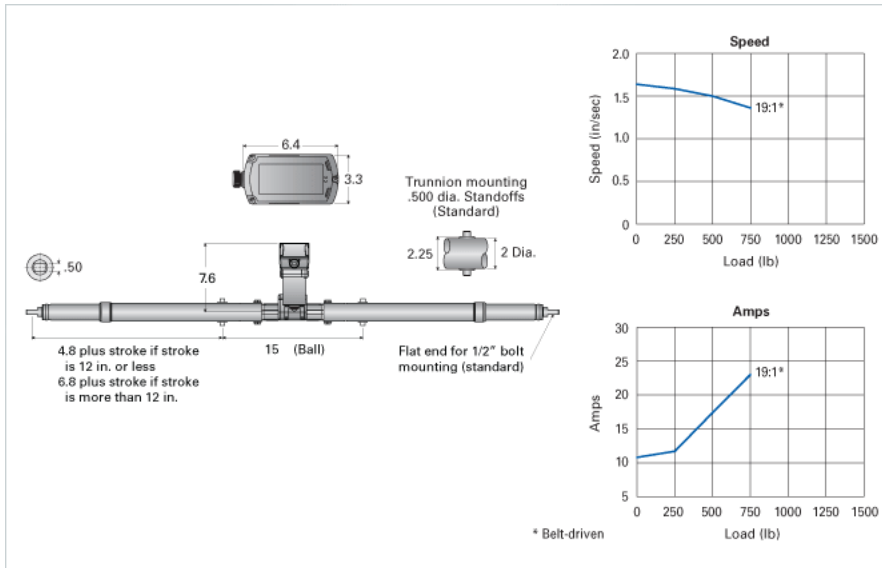 6.4
3.3
Trunnion mounting
.500 dia. Standoffs
(Standard)
2.25
2 Dia.
.50
7.6
15 (Ball)
4.8 plus stroke if stroke
is 12 in. or less
6.8 plus stroke if stroke
is more than 12 in.
Flat end for 1/2" bolt
mounting (standard)
Speed
Speed (in/sec)
2.0
1.5
1.0
0.5
0
19:1*
0 250 500 750 1000 1250 1500
Load (lb)
Amps
Amps
30
25
20
15
10
5
19:1*
0 250 500 750 1000 1250 1500
Load (lb)
* Belt-driven